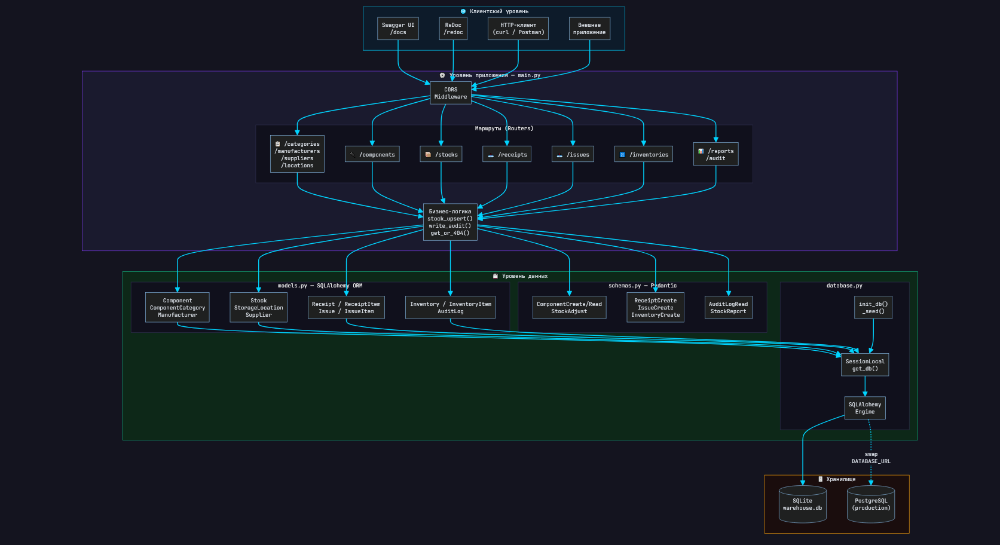 🌐 Клиентский уровень
Swagger UI
/docs
ReDoc
/redoc
HTTP-клиент
(curl / Postman)
Внешнее
приложение
⚙ Уровень приложения — main.py
CORS
Middleware
Маршруты (Routers)
📋 /categories
/manufacturers
/suppliers
/locations
🔌 /components
📦 /stocks
📥 /receipts
📤 /issues
🔢 /inventories
📊 /reports
/audit
Бизнес-логика
stock_upsert()
write_audit()
get_or_404()
💾 Уровень данных
models.py — SQLAlchemy ORM
Component
ComponentCategory
Manufacturer
Stock
StorageLocation
Supplier
Receipt / ReceiptItem
Issue / IssueItem
Inventory / InventoryItem
AuditLog
schemas.py — Pydantic
ComponentCreate/Read
StockAdjust
ReceiptCreate
IssueCreate
InventoryCreate
AuditLogRead
StockReport
database.py
init_db()
_seed()
SessionLocal
get_db()
SQLAlchemy
Engine
swap
DATABASE_URL
🗄 Хранилище
SQLite
warehouse.db
PostgreSQL
(production)